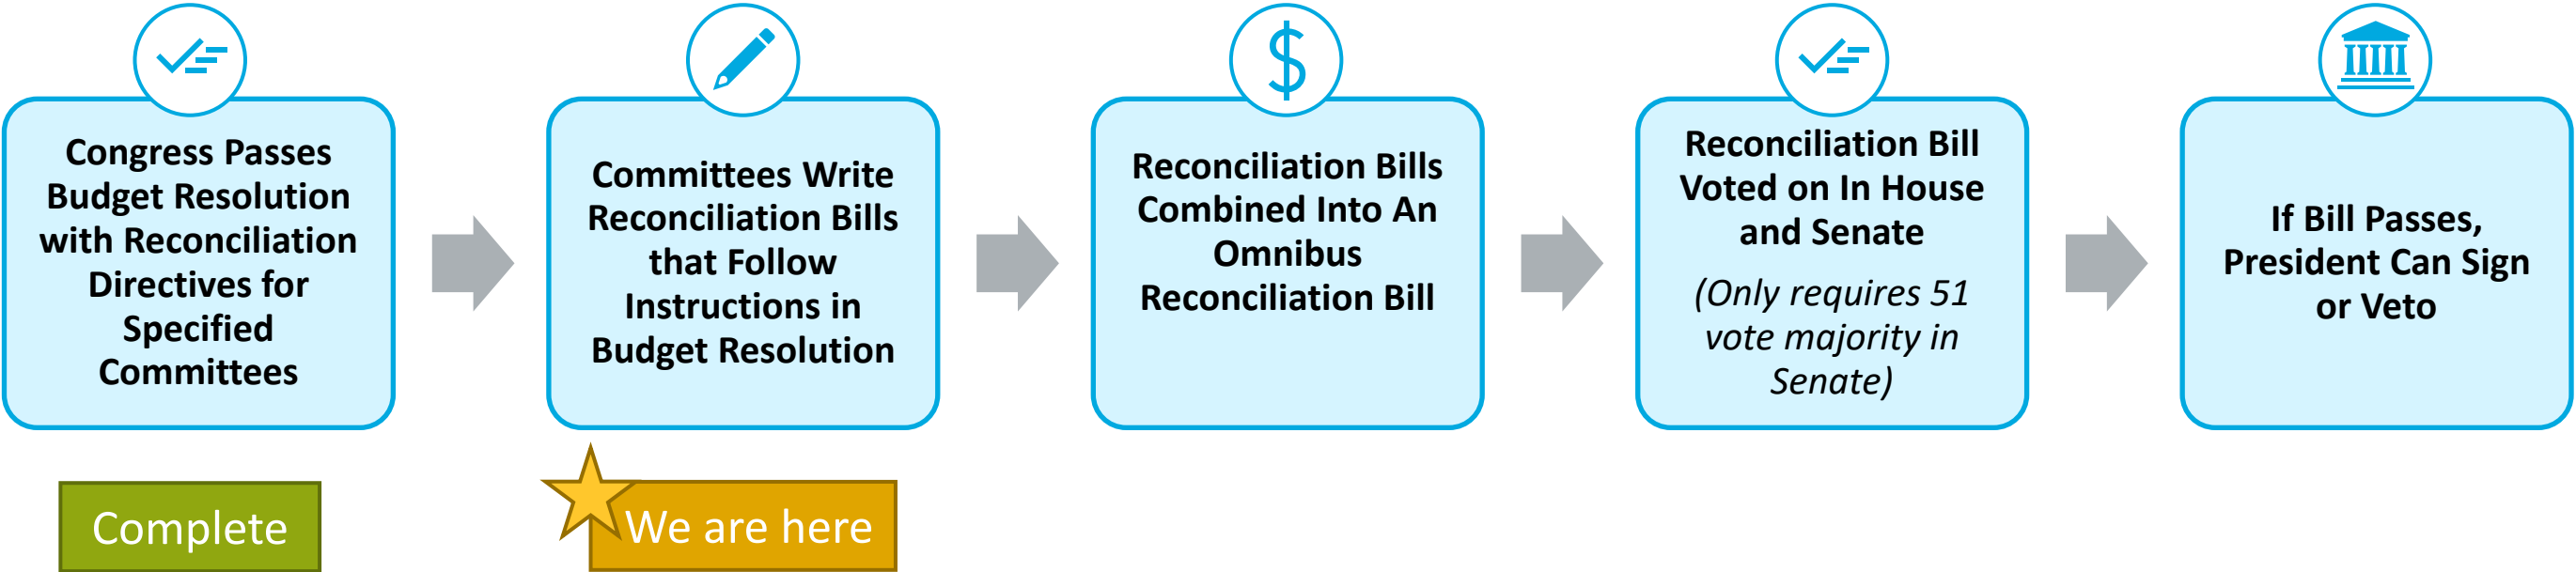 Congress Passes
Budget Resolution
with Reconciliation
Directives for
Specified
Committees
Committees Write
Reconciliation Bills
that Follow
Instructions in
Budget Resolution
Reconciliation Bills
Combined Into An
Omnibus
Reconciliation Bill
Reconciliation Bill
Voted on In House
and Senate
(Only requires 51
vote majority in
Senate)
If Bill Passes,
President Can Sign
or Veto
Complete
We are here